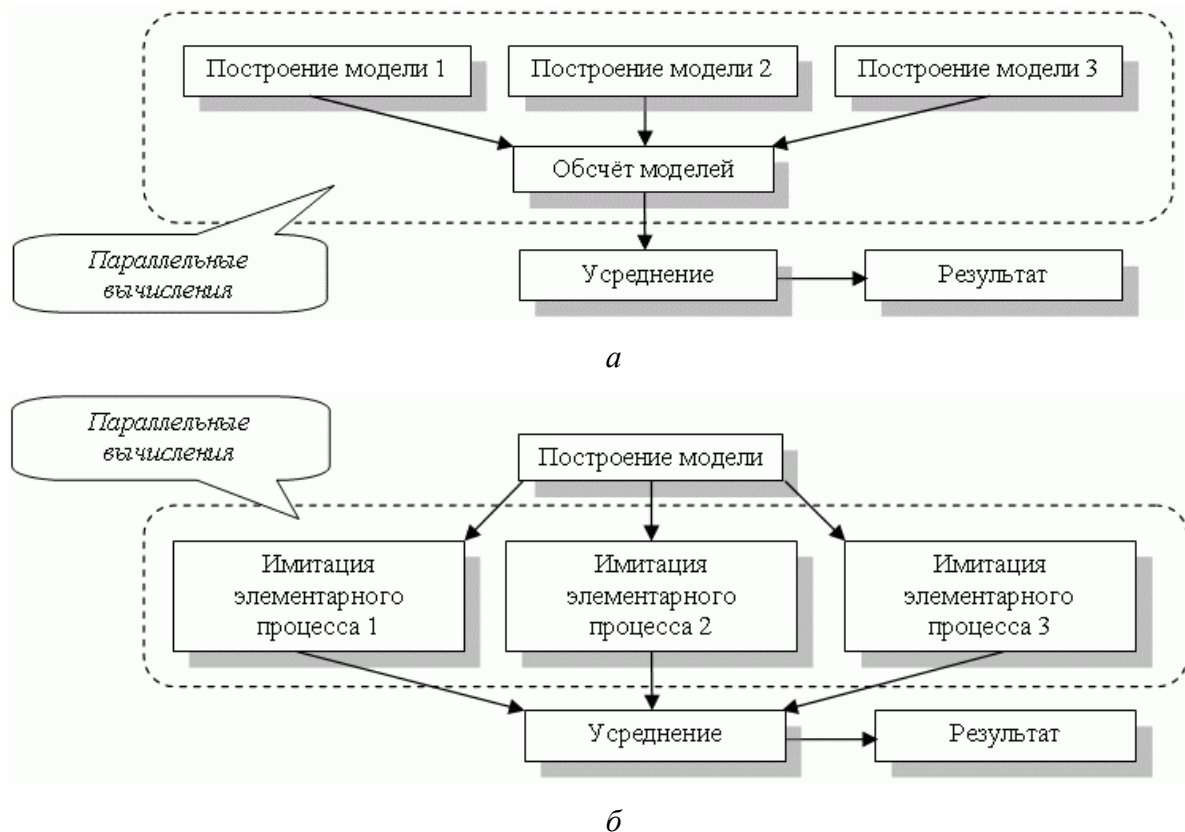 Построение модели 1
Построение модели 2
Построение модели 3
Обсчёт моделей
Параллельные
вычисления
Усреднение
Результат
а
Параллельные
вычисления
Построение модели
Имитация
элементарного
процесса 1
Имитация
элементарного
процесса 2
Имитация
элементарного
процесса 3
Усреднение
Результат
б